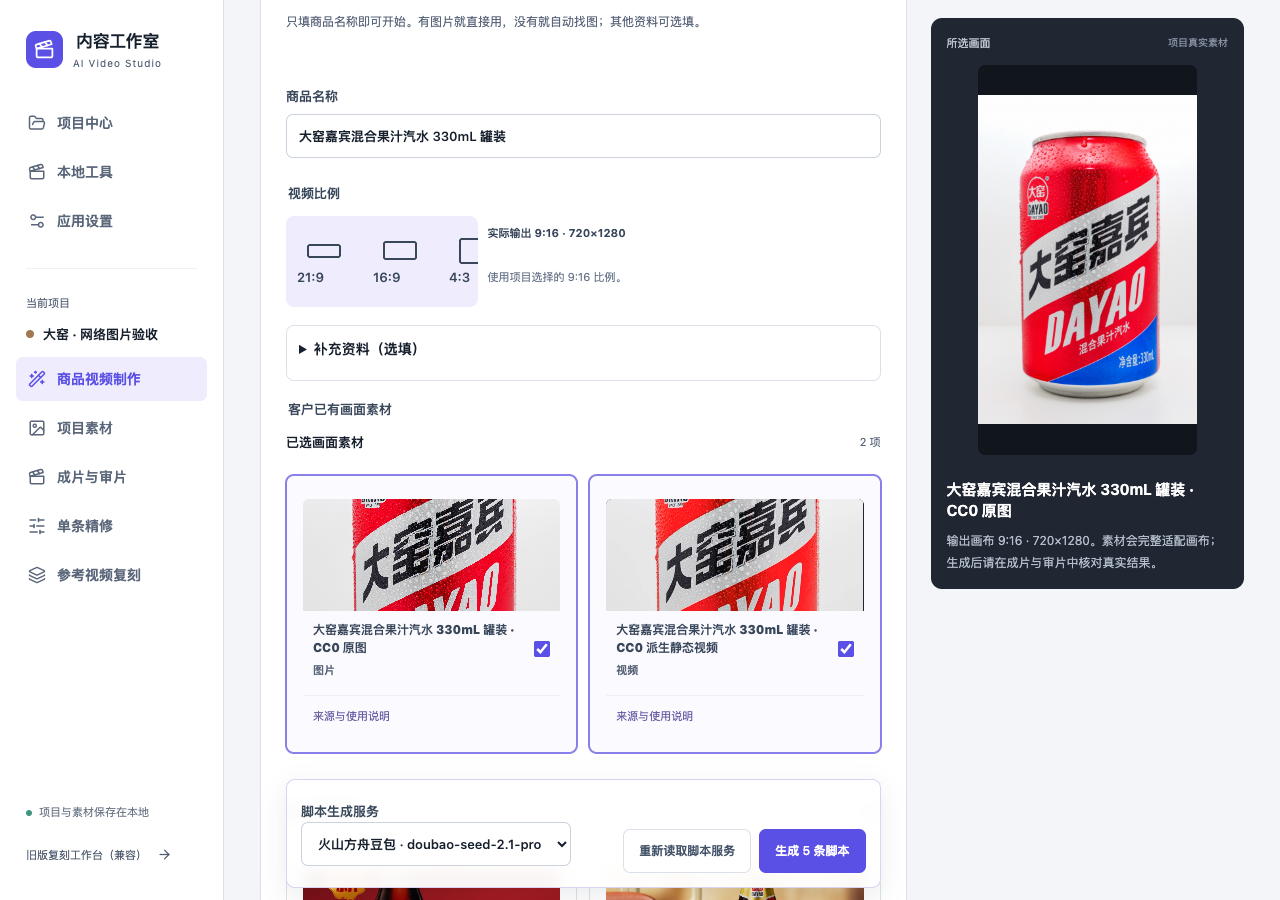 内容工作室
AI Video Studio
项目中心
本地工具
应用设置
当前项目
大窑 · 网络图片验收
商品视频制作
项目素材
成片与审片
单条精修
参考视频复刻
项目与素材保存在本地
旧版复刻工作台（兼容）
只填商品名称即可开始。有图片就直接用，没有就自动找图；其他资料可选填。
商品名称
大窑嘉宾混合果汁汽水 330mL 罐装
视频比例
21:9
16:9
4:3
实际输出 9:16 · 720×1280
使用项目选择的 9:16 比例。
补充资料（选填）
客户已有画面素材
已选画面素材
2 项
大窑嘉宾
DAYAO
大窑嘉宾混合果汁汽水 330mL 罐装 ·
CC0 原图
图片
来源与使用说明
大窑嘉宾
DAYAO
大窑嘉宾混合果汁汽水 330mL 罐装 ·
CC0 派生静态视频
视频
来源与使用说明
脚本生成服务
火山方舟豆包 · doubao-seed-2.1-pro
重新读取脚本服务
生成 5 条脚本
所选画面
项目真实素材
大窑
DAYAO
大窑嘉宾
DAYAO
混合果汁汽水
净含量:330mL
大窑嘉宾混合果汁汽水 330mL 罐装 ·
CC0 原图
输出画布 9:16 · 720×1280。素材会完整适配画布；
生成后请在成片与审片中核对真实结果。